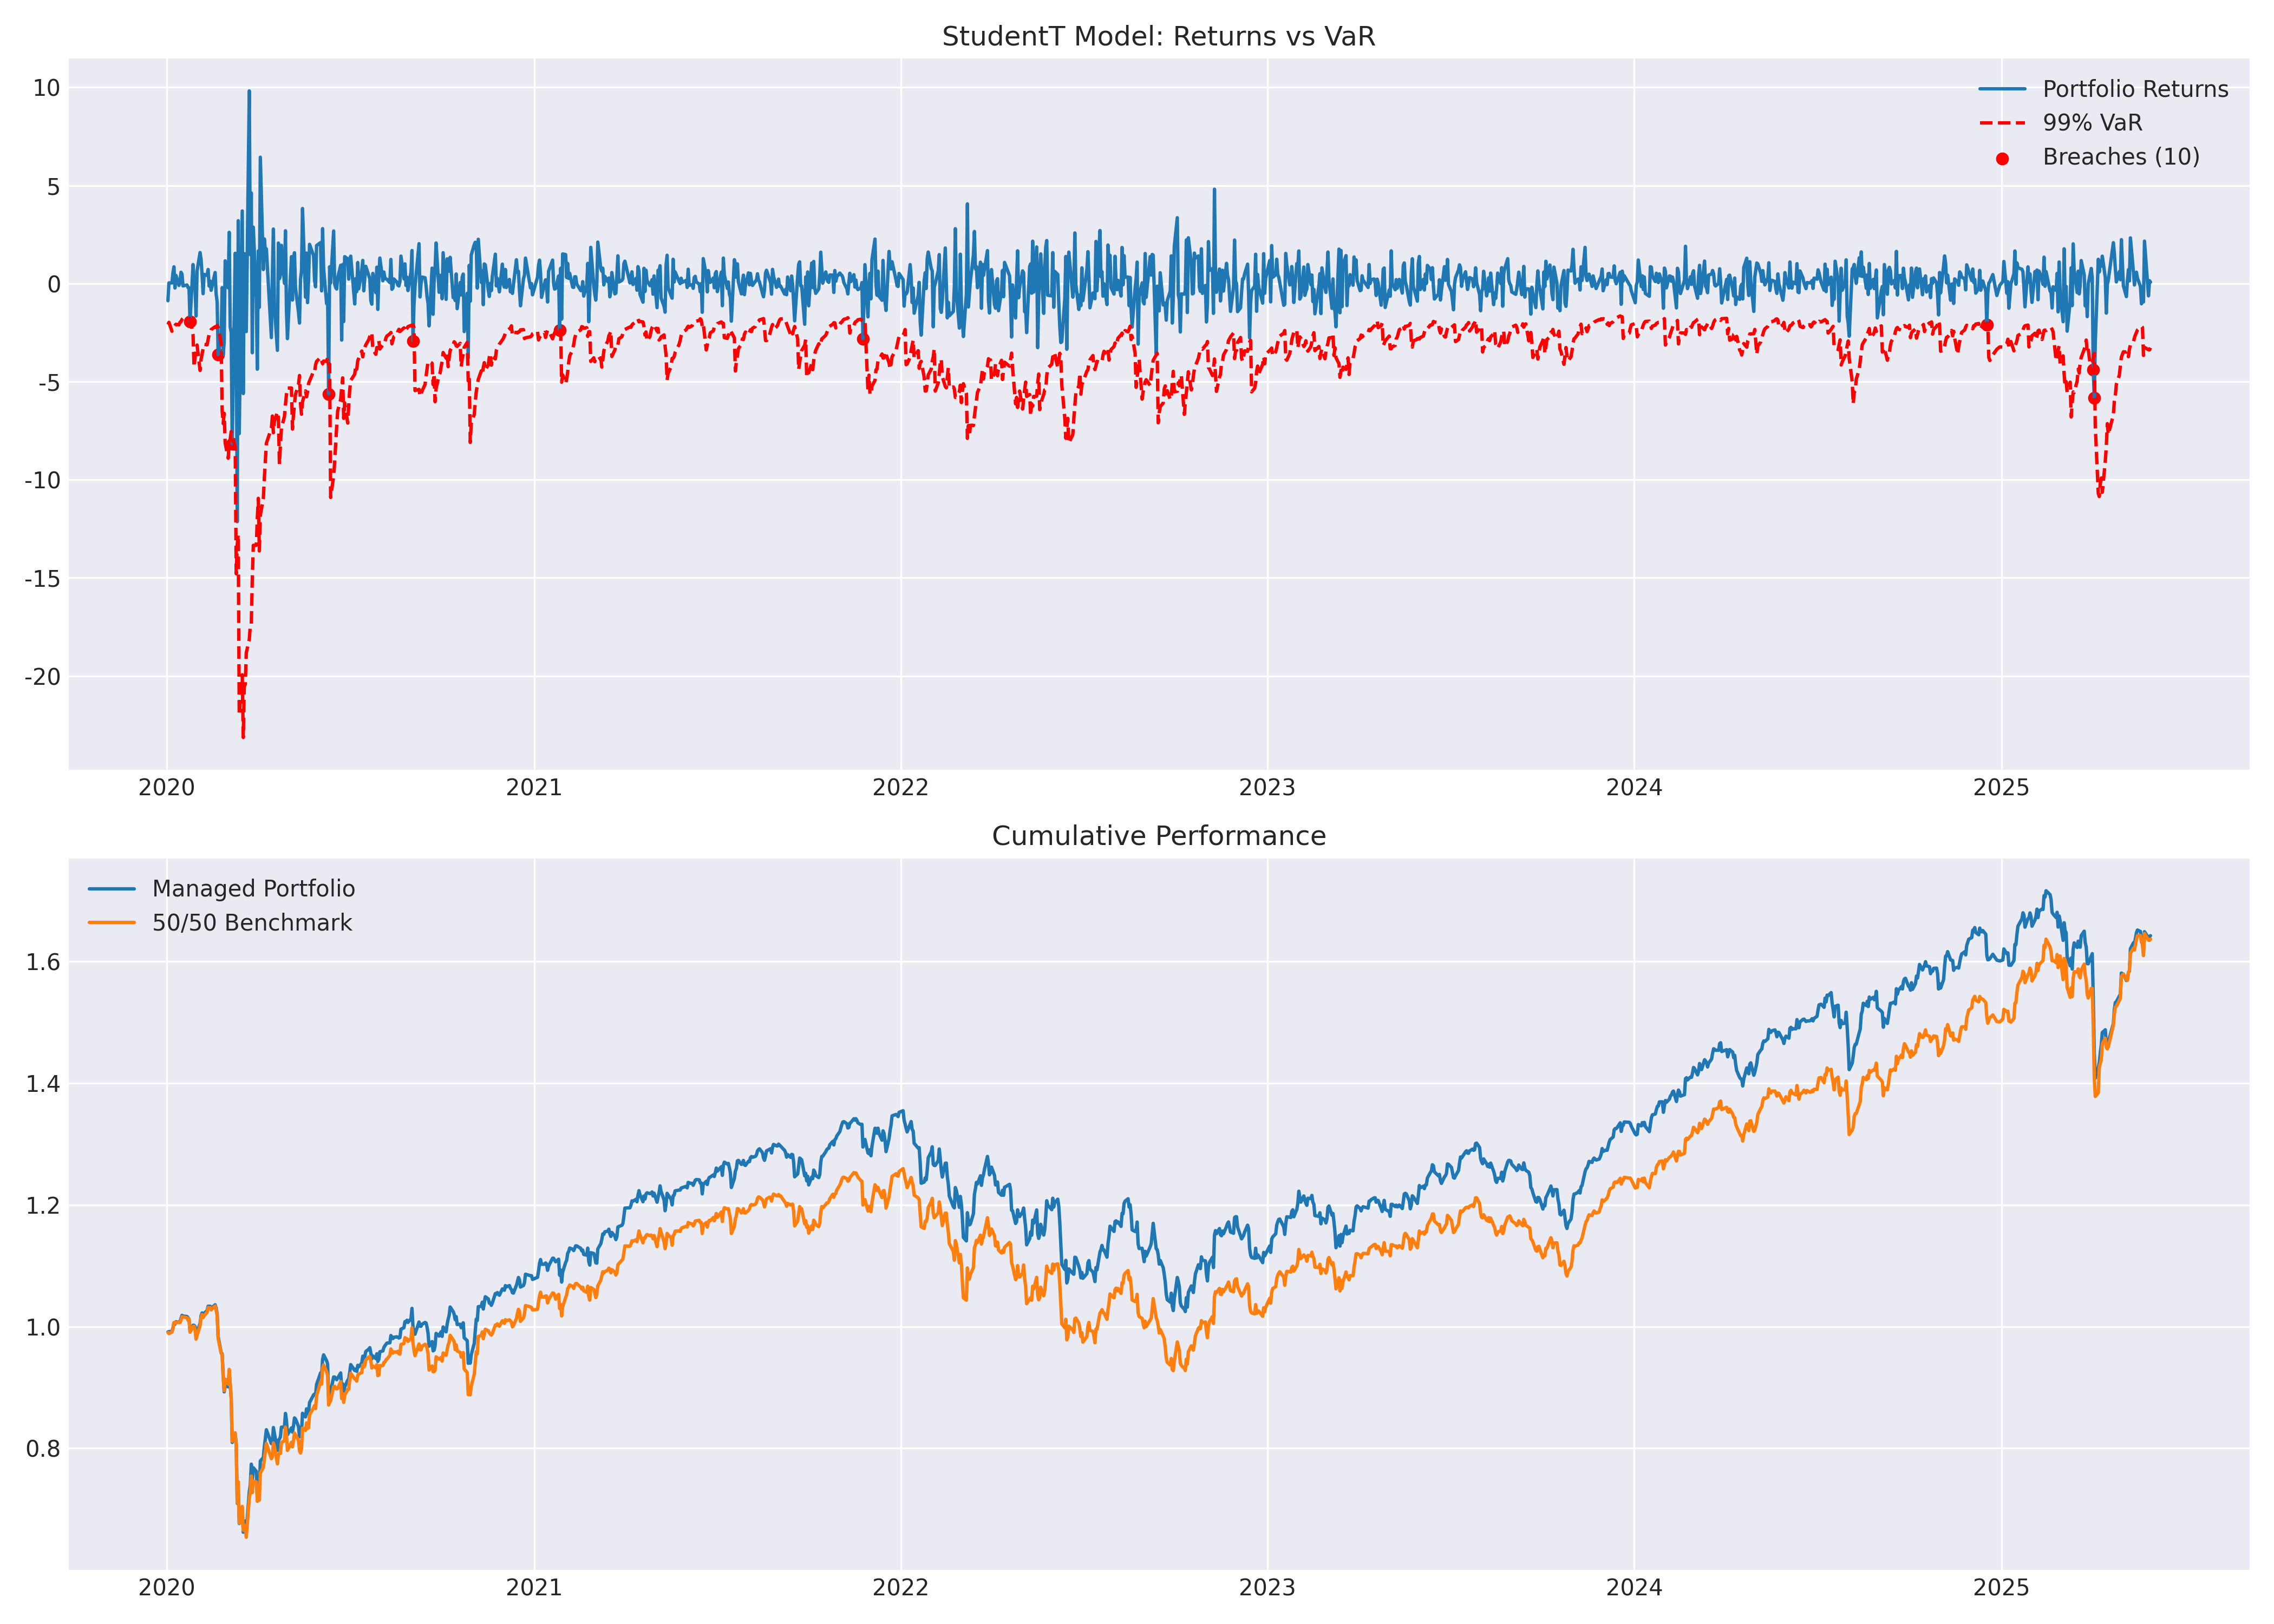 StudentT Model: Returns vs VaR
10
5
0
-5
-10
-15
-20
Portfolio Returns
99% VaR
Breaches (10)
2020 2021 2022 2023 2024 2025
Cumulative Performance
Managed Portfolio
50/50 Benchmark
1.6
1.4
1.2
1.0
0.8
2020 2021 2022 2023 2024 2025